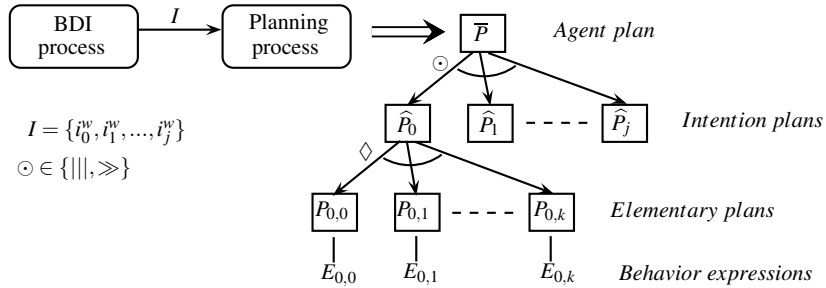 BDI process
I
Planning process
P̅
Agent plan
⊙
I = {i₀ʷ, i₁ʷ, ..., iⱼʷ}
P̂₀
P̂₁
P̂ⱼ
Intention plans
⊙ ∈ {|||, ≫}
◊
P₀,₀
P₀,₁
P₀,ₖ
Elementary plans
E₀,₀
E₀,₁
E₀,ₖ
Behavior expressions